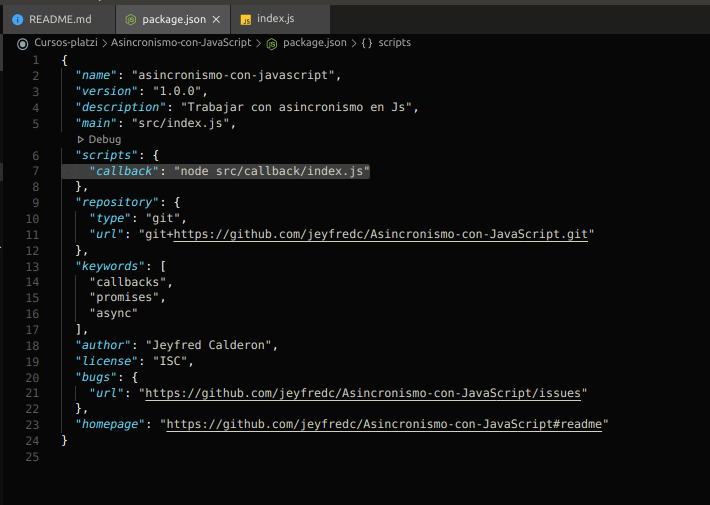 README.md package.json index.js
Cursos-platzi > Asincronismo-con-JavaScript > package.json > {} scripts
1 {
2 "name": "asincronismo-con-javascript",
3 "version": "1.0.0",
4 "description": "Trabajar con asincronismo en Js",
5 "main": "src/index.js",
Debug
6 "scripts": {
7 "callback": "node src/callback/index.js"
8 },
9 "repository": {
10 "type": "git",
11 "url": "git+https://github.com/jeyfredc/Asincronismo-con-JavaScript.git"
12 },
13 "keywords": [
14 "callbacks",
15 "promises",
16 "async"
17 ],
18 "author": "Jeyfred Calderon",
19 "license": "ISC",
20 "bugs": {
21 "url": "https://github.com/jeyfredc/Asincronismo-con-JavaScript/issues"
22 },
23 "homepage": "https://github.com/jeyfredc/Asincronismo-con-JavaScript#readme"
24 }
25